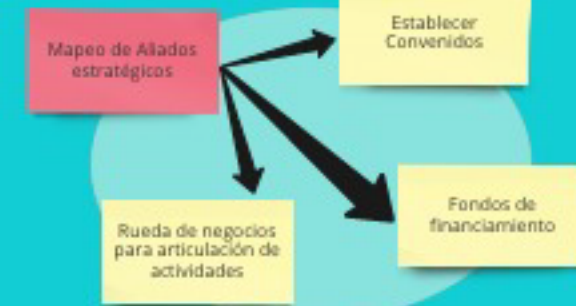 Mapeo de Aliados
estratégicos
Establecer
Convenidos
Rueda de negocios
para articulación de
actividades
Fondos de
financiamiento